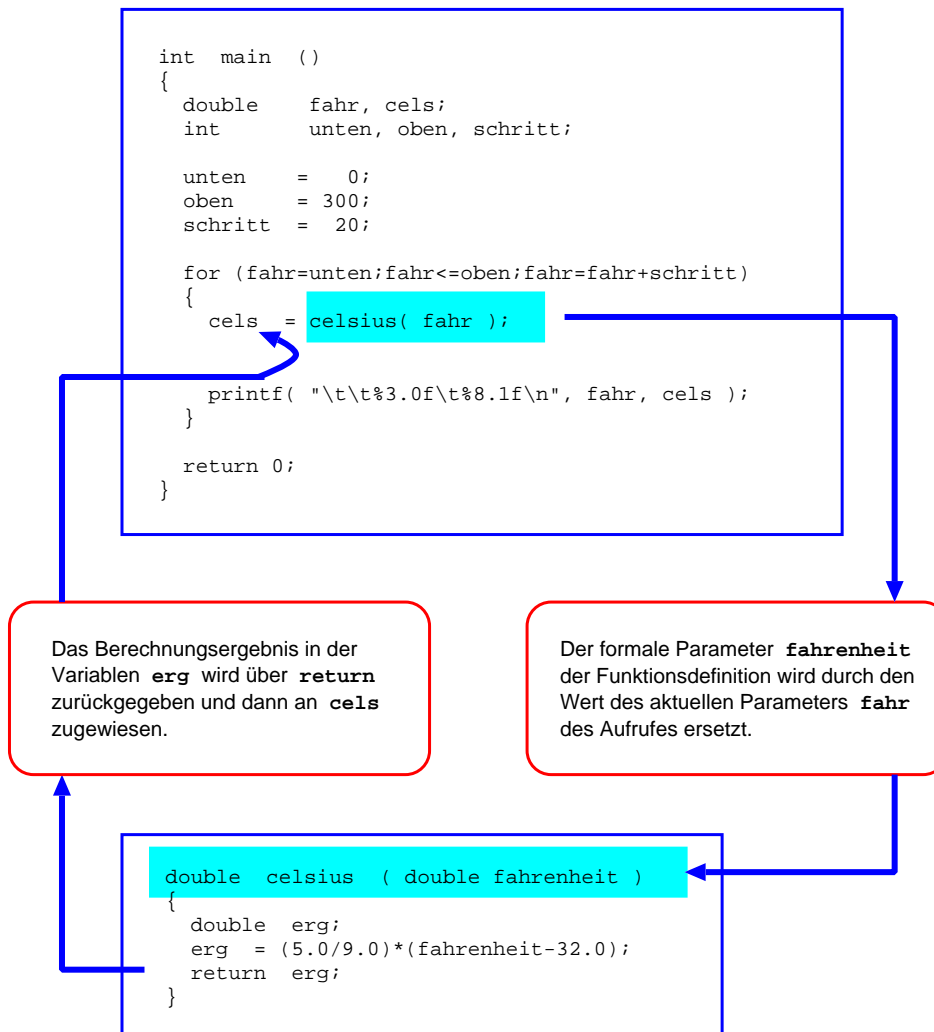 int  main  ()
{
  double    fahr, cels;
  int       unten, oben, schritt;
  unten    =   0;
  oben     = 300;
  schritt  =  20;
  for (fahr=unten;fahr<=oben;fahr=fahr+schritt)
  {
    cels  = celsius( fahr );
    printf( "\t\t%3.0f\t%8.1f\n", fahr, cels );
  }
  return 0;
}
Das Berechnungsergebnis in der
Variablen erg wird über return
zurückgegeben und dann an cels
zugewiesen.
Der formale Parameter fahrenheit
der Funktionsdefinition wird durch den
Wert des aktuellen Parameters fahr
des Aufrufes ersetzt.
double  celsius  ( double fahrenheit )
{
  double  erg;
  erg  = (5.0/9.0)*(fahrenheit-32.0);
  return  erg;
}